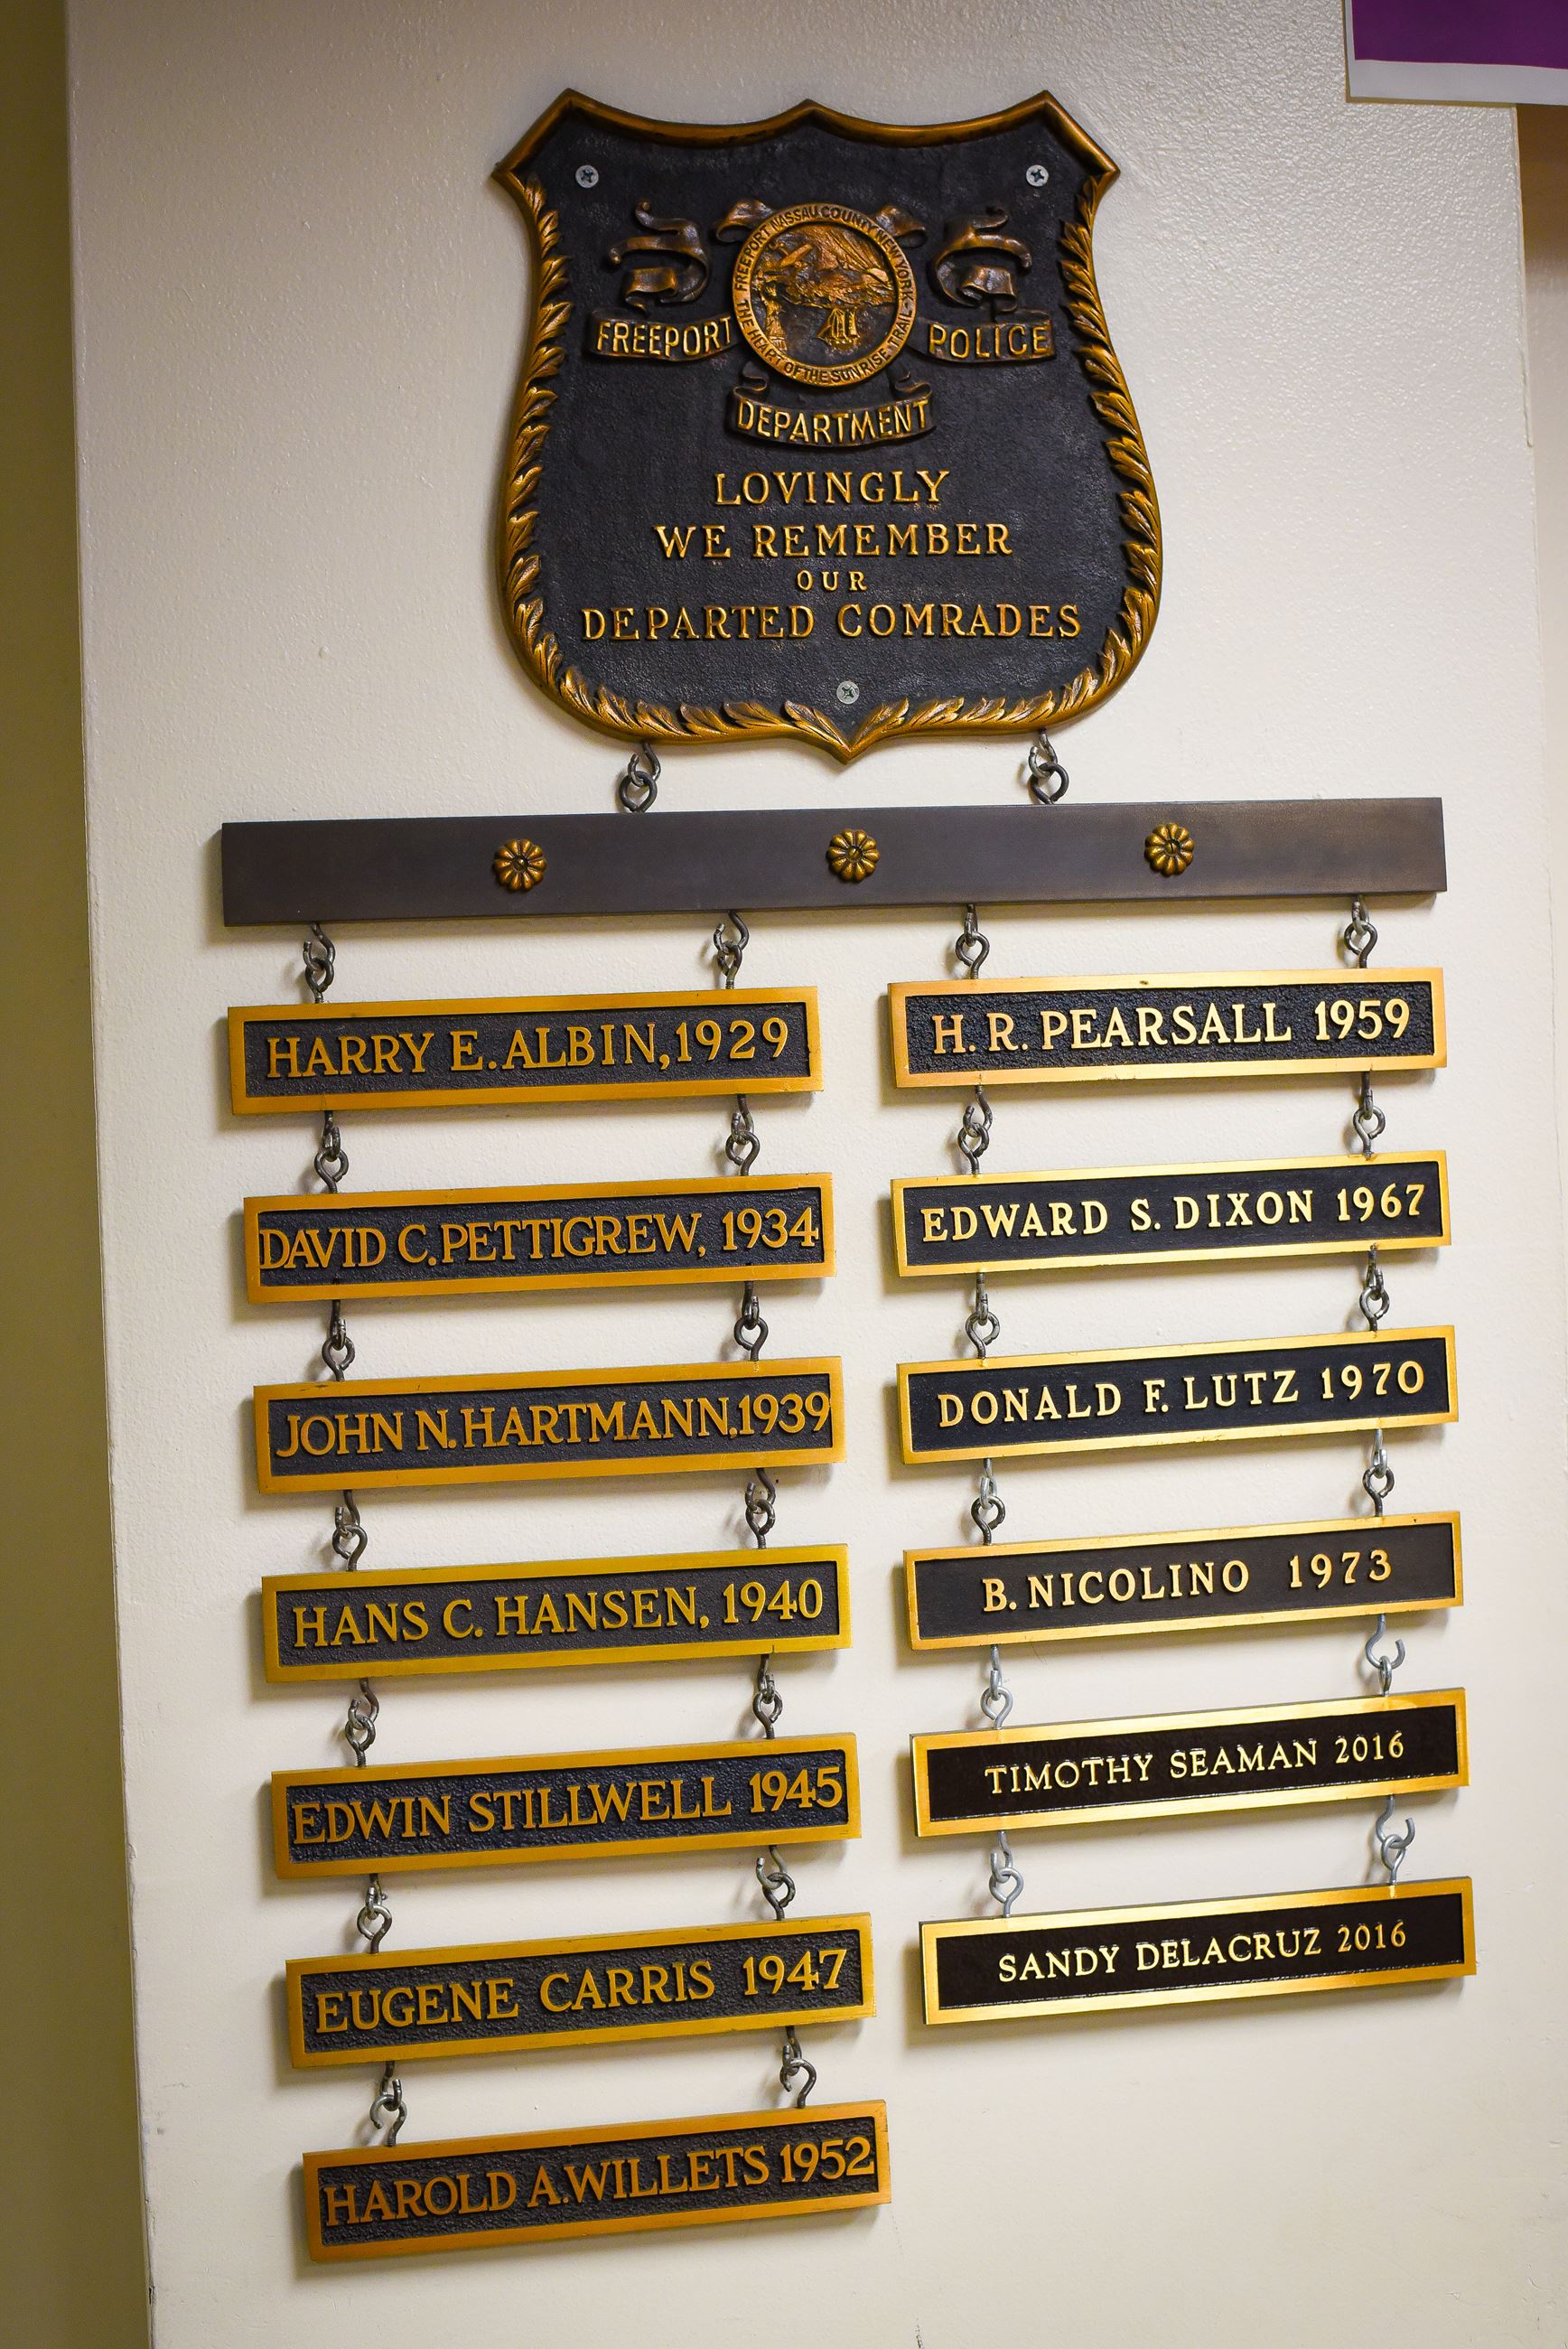 FREEPORT NASSAU COUNTY NEW YORK
THE HEART OF THE SUNRISE TRAIL
FREEPORT POLICE
DEPARTMENT
LOVINGLY
WE REMEMBER
OUR
DEPARTED COMRADES
HARRY E. ALBIN, 1929
DAVID C. PETTIGREW, 1934
JOHN N. HARTMANN, 1939
HANS C. HANSEN, 1940
EDWIN STILLWELL 1945
EUGENE CARRIS 1947
HAROLD A. WILLETS 1952
H. R. PEARSALL 1959
EDWARD S. DIXON 1967
DONALD F. LUTZ 1970
B. NICOLINO 1973
TIMOTHY SEAMAN 2016
SANDY DELACRUZ 2016